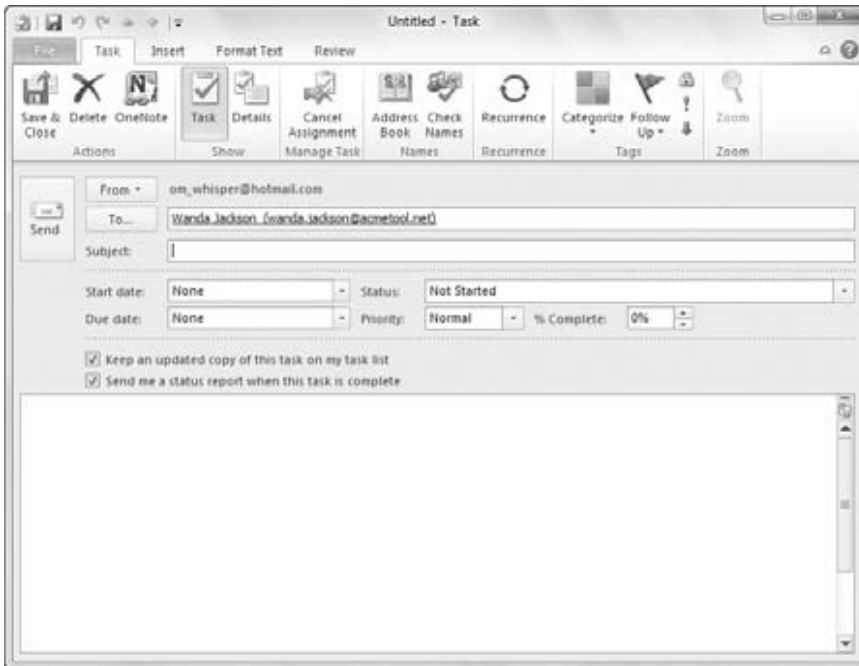 Untitled - Task
File Task Insert Format Text Review
Save & Close Delete OneNote Task Details Cancel Assignment Address Book Check Names Recurrence Categorize Follow Up Zoom
Actions Show Manage Task Names Recurrence Tags Zoom
Send
From om_whisper@hotmail.com
To... Wanda Jackson (wanda.jackson@acmetool.net)
Subject:
Start date: None Status: Not Started
Due date: None Priority: Normal % Complete: 0%
Keep an updated copy of this task on my task list
Send me a status report when this task is complete